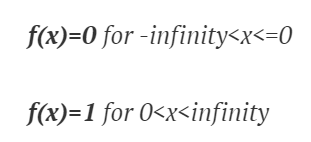 f(x)=0 for -infinity<x<=0
f(x)=1 for 0<x<infinity